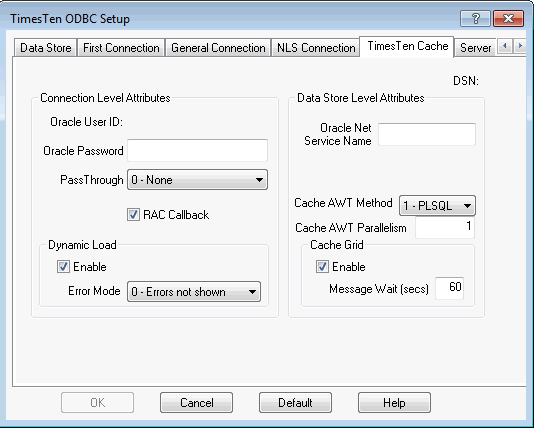 TimesTen ODBC Setup
Data Store First Connection General Connection NLS Connection TimesTen Cache Server
DSN:
Connection Level Attributes
Oracle User ID:
Oracle Password
PassThrough 0 - None
RAC Callback
Dynamic Load
Enable
Error Mode 0 - Errors not shown
Data Store Level Attributes
Oracle Net
Service Name
Cache AWT Method 1 - PLSQL
Cache AWT Parallelism 1
Cache Grid
Enable
Message Wait (secs) 60
OK Cancel Default Help